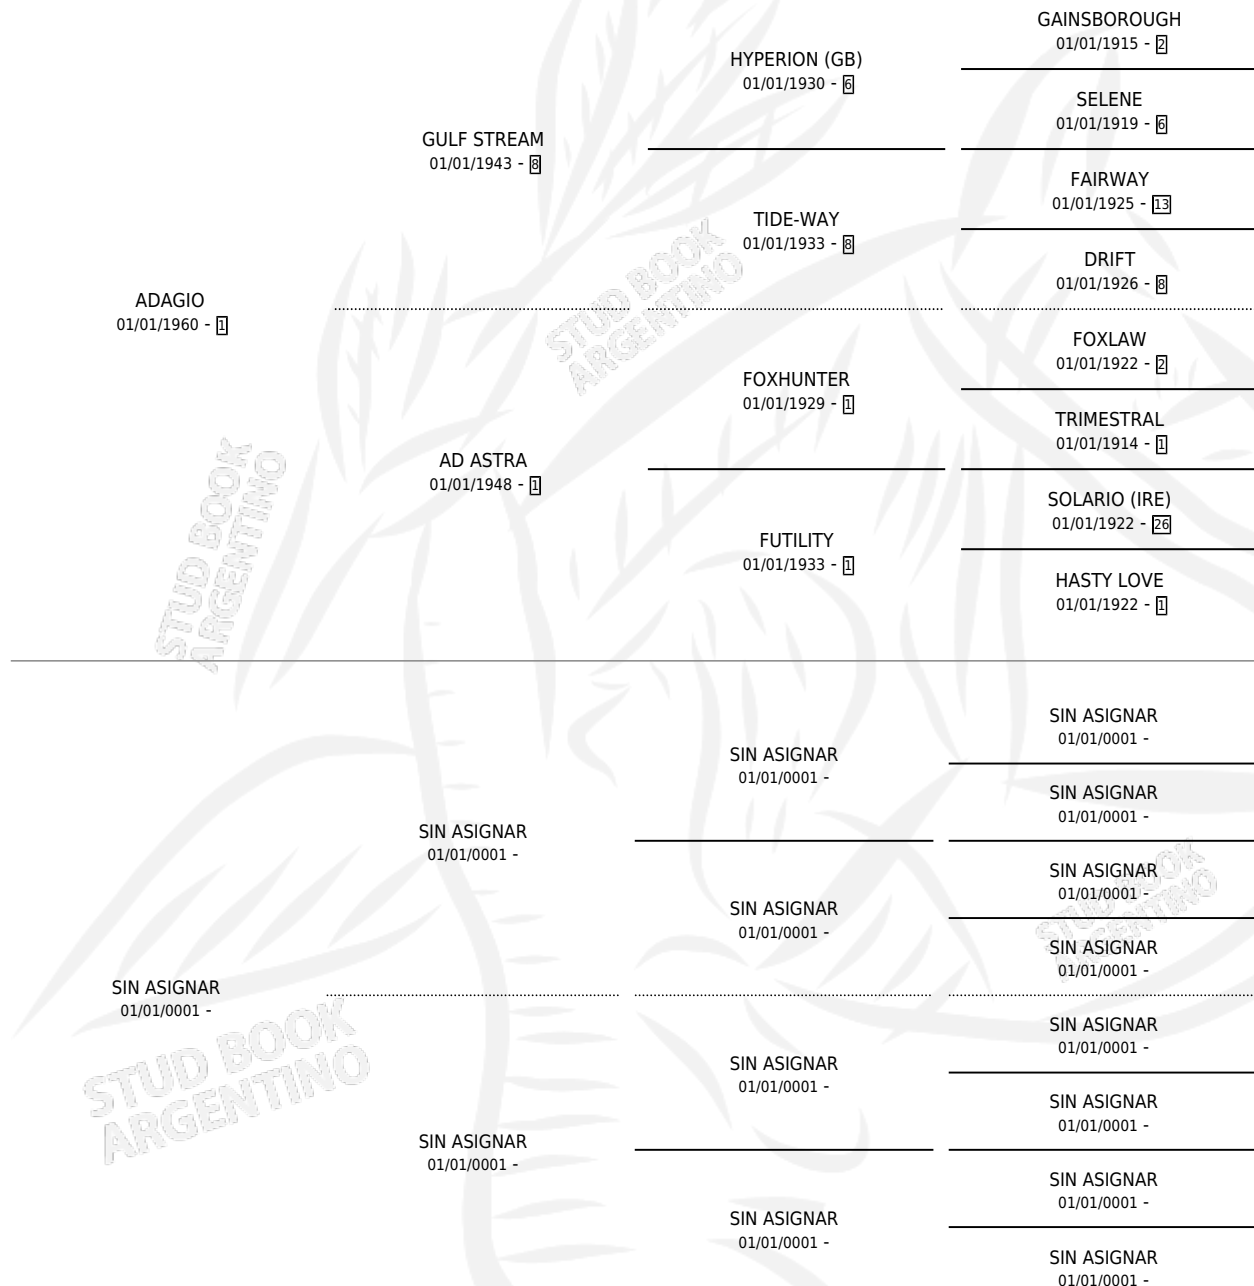 GAINSBOROUGH
01/01/1915 - 2
HYPERION (GB)
01/01/1930 - 6
SELENE
01/01/1919 - 6
GULF STREAM
01/01/1943 - 8
FAIRWAY
01/01/1925 - 13
TIDE-WAY
01/01/1933 - 8
DRIFT
01/01/1926 - 8
ADAGIO
01/01/1960 - 1
FOXLAW
01/01/1922 - 2
FOXHUNTER
01/01/1929 - 1
TRIMESTRAL
01/01/1914 - 1
AD ASTRA
01/01/1948 - 1
SOLARIO (IRE)
01/01/1922 - 26
FUTILITY
01/01/1933 - 1
HASTY LOVE
01/01/1922 - 1
STUD BOOK
ARGENTINO
STUD BOOK
ARGENTINO
SIN ASIGNAR
01/01/0001 -
SIN ASIGNAR
01/01/0001 -
SIN ASIGNAR
01/01/0001 -
SIN ASIGNAR
01/01/0001 -
SIN ASIGNAR
01/01/0001 -
SIN ASIGNAR
01/01/0001 -
SIN ASIGNAR
01/01/0001 -
SIN ASIGNAR
01/01/0001 -
SIN ASIGNAR
01/01/0001 -
SIN ASIGNAR
01/01/0001 -
SIN ASIGNAR
01/01/0001 -
SIN ASIGNAR
01/01/0001 -
SIN ASIGNAR
01/01/0001 -
SIN ASIGNAR
01/01/0001 -
SIN ASIGNAR
01/01/0001 -
STUD BOOK
ARGENTINO
STUD BOOK
ARGENTINO